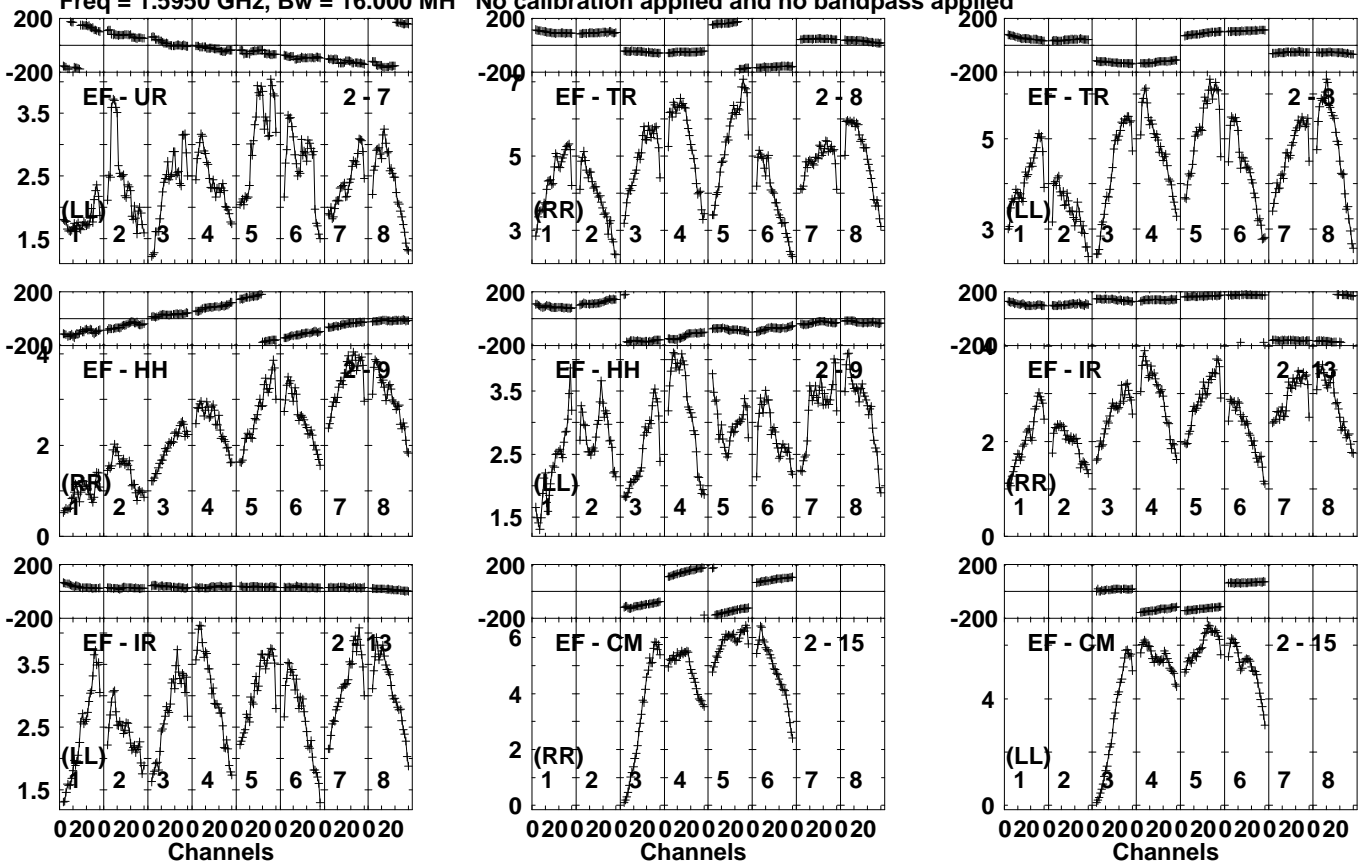 Freq = 1.5950 GHz, Bw = 16.000 MH No calibration applied and no bandpass applied
200
-200
EF - UR 2 - 7
3.5
2.5
1.5
(LL)
1 2 3 4 5 6 7 8
200
-200
7
EF - TR 2 - 8
5
3
(RR)
1 2 3 4 5 6 7 8
200
-200
EF - TR 2 - 8
5
3
(LL)
1 2 3 4 5 6 7 8
200
-200
4
EF - HH 2 - 9
2
0
(RR)
1 2 3 4 5 6 7 8
200
-200
EF - HH 2 - 9
3.5
2.5
1.5
(LL)
1 2 3 4 5 6 7 8
200
-200
4
EF - IR 2 - 13
2
0
(RR)
1 2 3 4 5 6 7 8
200
-200
EF - IR 2 - 13
3.5
2.5
1.5
(LL)
1 2 3 4 5 6 7 8
0 20 0 20 0 20 0 20 0 20 0 20 0 20 0 20
Channels
200
-200
EF - CM 2 - 15
6
4
2
0
(RR)
1 2 3 4 5 6 7 8
0 20 0 20 0 20 0 20 0 20 0 20 0 20 0 20
Channels
200
-200
EF - CM 2 - 15
4
0
(LL)
1 2 3 4 5 6 7 8
0 20 0 20 0 20 0 20 0 20 0 20 0 20 0 20
Channels